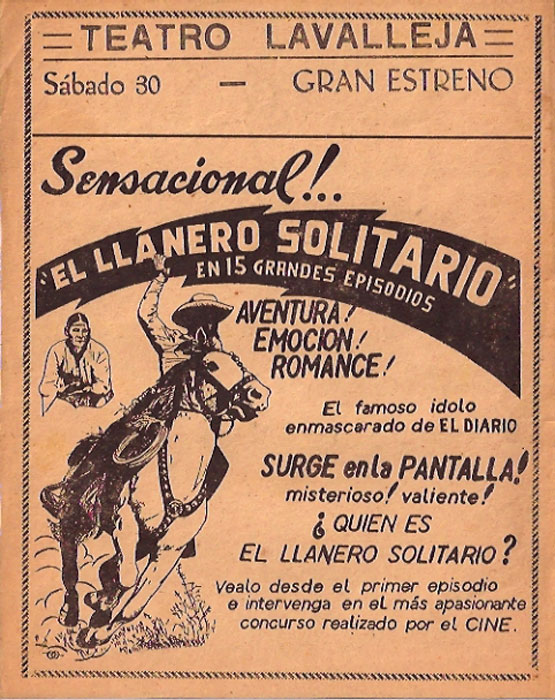 TEATRO LAVALLEJA
Sábado 30 — GRAN ESTRENO
Sensacional!..
"EL LLANERO SOLITARIO"
EN 15 GRANDES EPISODIOS
AVENTURA!
EMOCION!
ROMANCE!
El famoso idolo
enmascarado de EL DIARIO
SURGE en la PANTALLA!
misterioso! valiente!
¿QUIEN ES
EL LLANERO SOLITARIO?
Vealo desde el primer episodio
e intervenga en el más apasionante
concurso realizado por el CINE.